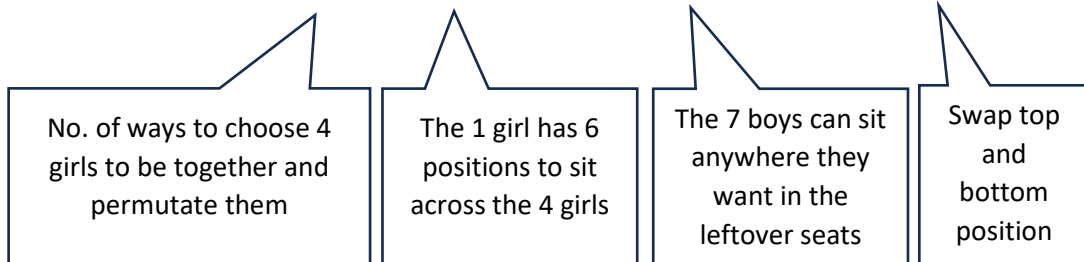 No. of ways to choose 4
girls to be together and
permutate them
The 1 girl has 6
positions to sit
across the 4 girls
The 7 boys can sit
anywhere they
want in the
leftover seats
Swap top
and
bottom
position